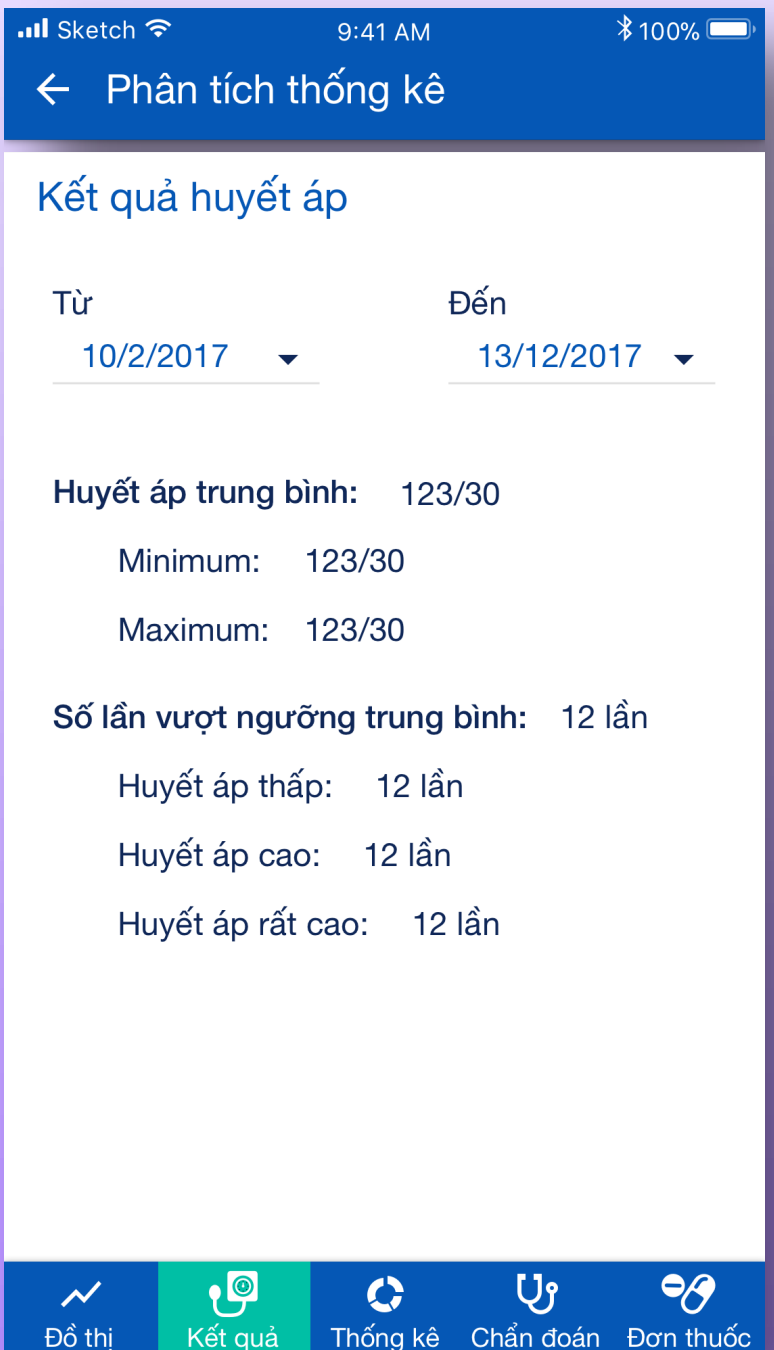 Sketch 9:41 AM 100%
Phân tích thống kê
Kết quả huyết áp
Từ Đến
10/2/2017 13/12/2017
Huyết áp trung bình: 123/30
Minimum: 123/30
Maximum: 123/30
Số lần vượt ngưỡng trung bình: 12 lần
Huyết áp thấp: 12 lần
Huyết áp cao: 12 lần
Huyết áp rất cao: 12 lần
Đồ thị Kết quả Thống kê Chẩn đoán Đơn thuốc